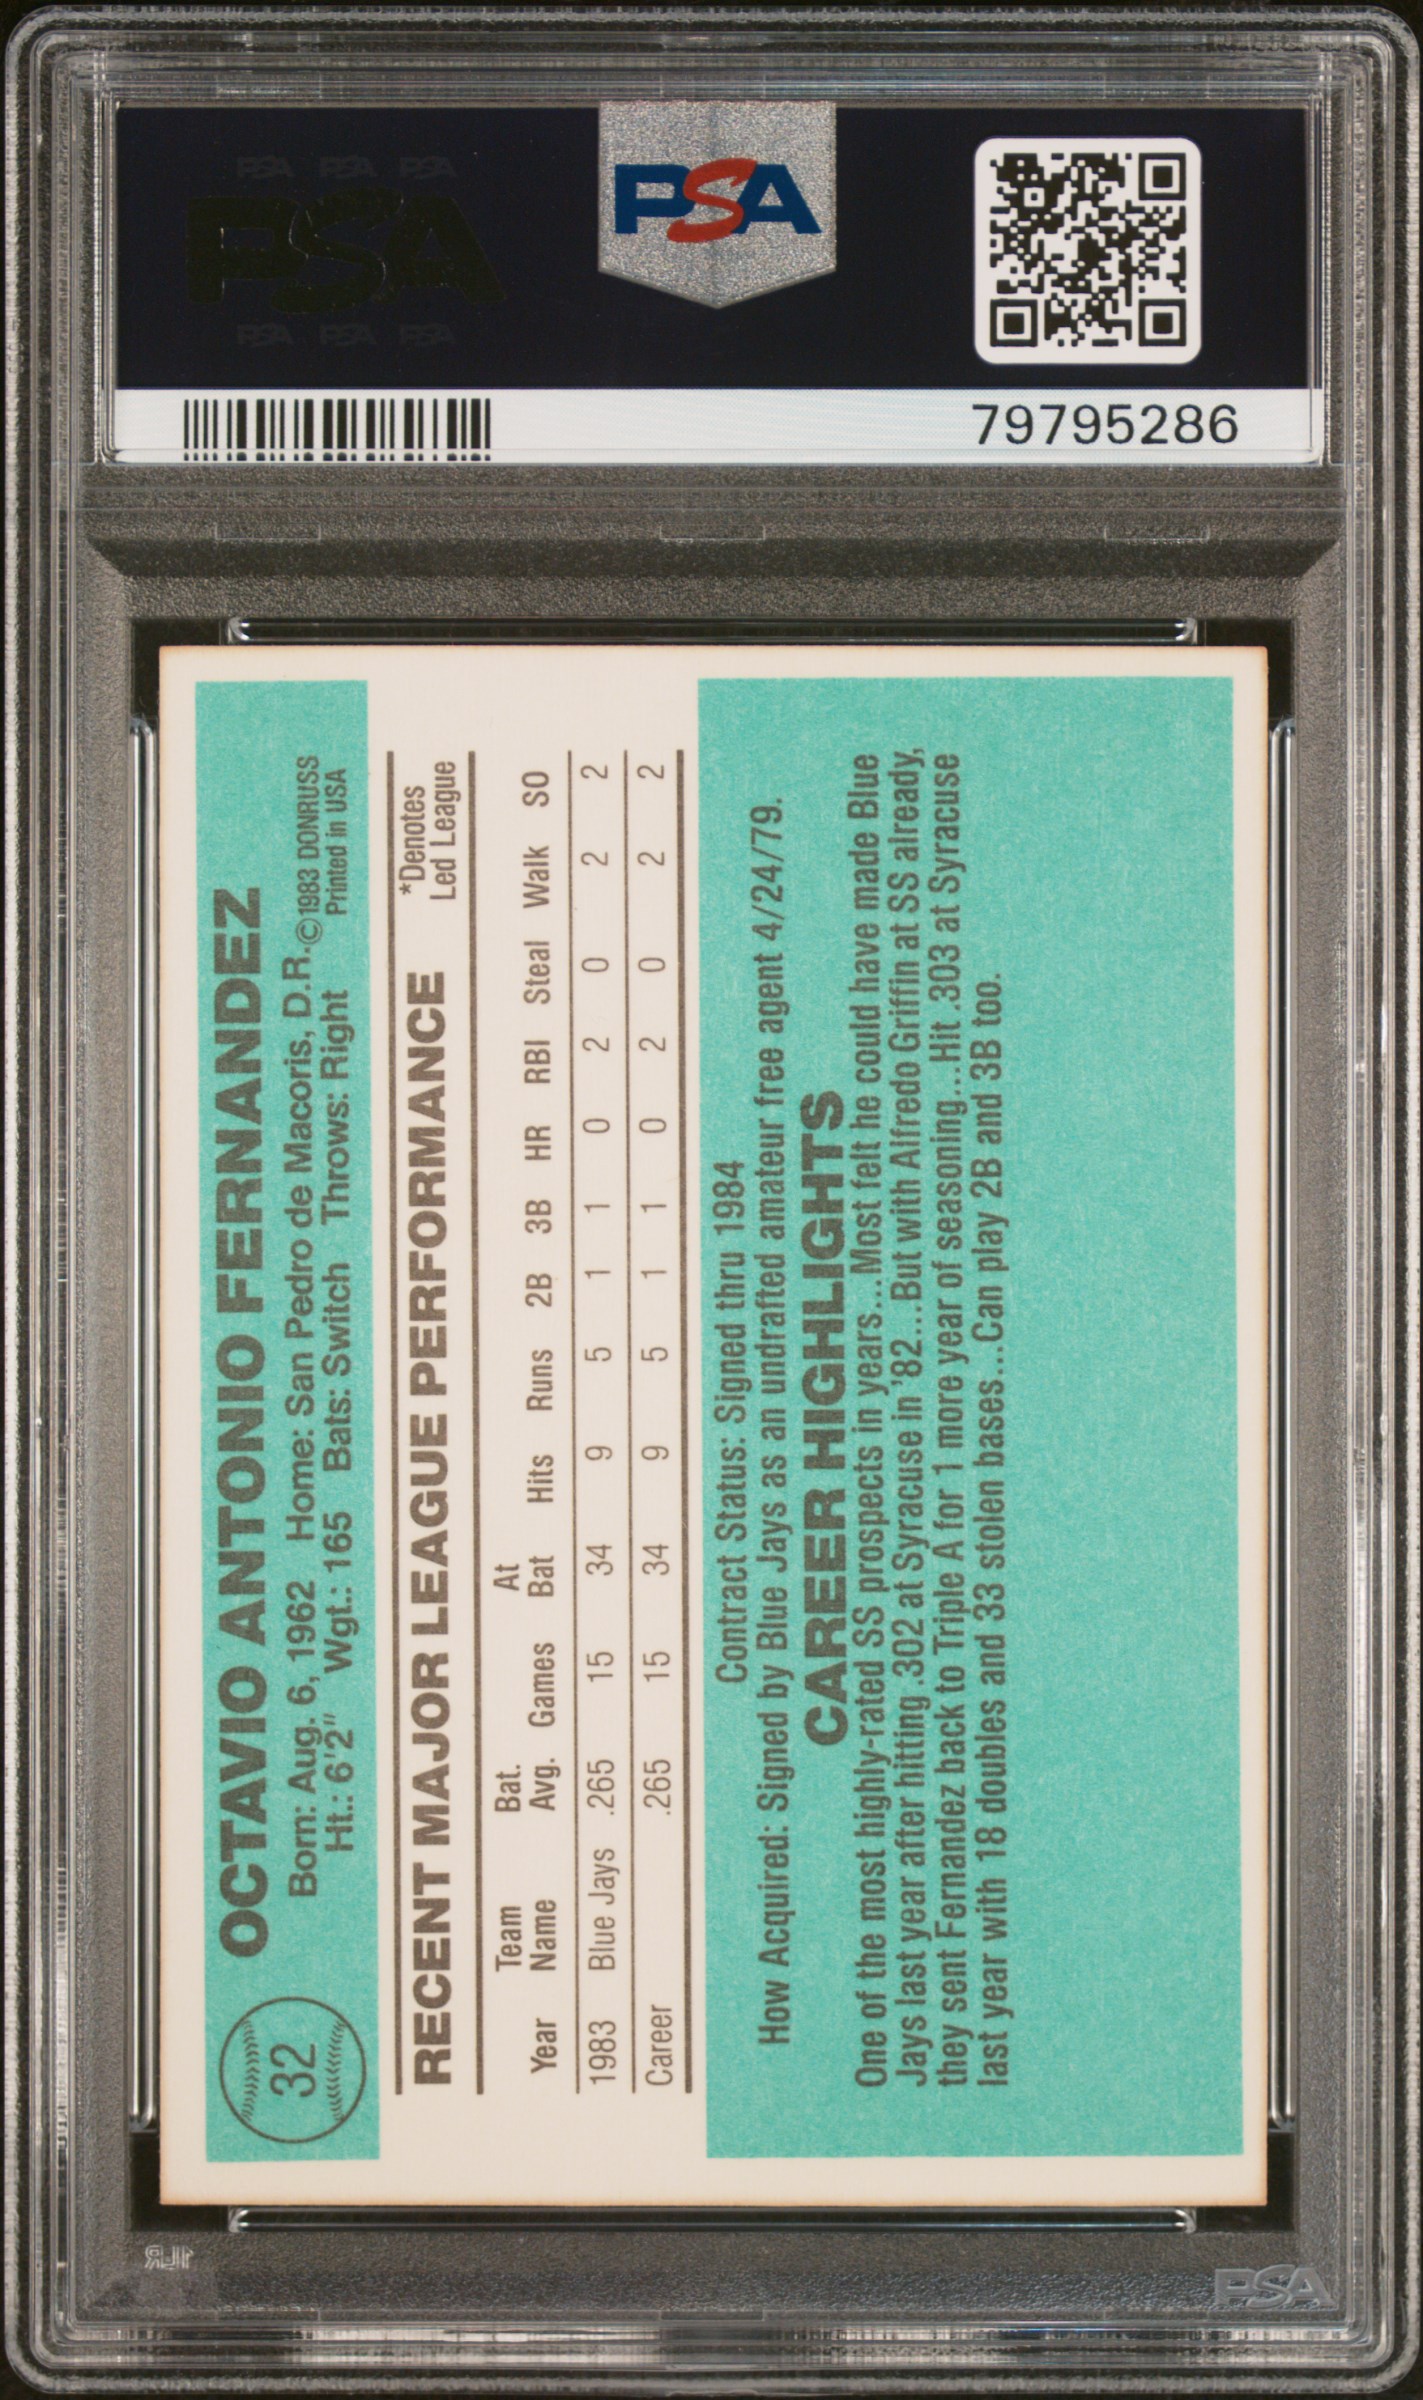 PSA PSA PSA
PSA
PSA PSA PSA
PSA
79795286
32
OCTAVIO ANTONIO FERNANDEZ
Born: Aug. 6, 1962 Home: San Pedro de Macoris, D.R. ©1983 DONRUSS
Ht.: 6'2" Wgt.: 165 Bats: Switch Throws: Right Printed in USA
RECENT MAJOR LEAGUE PERFORMANCE
*Denotes
Led League
Year Team Name Bat. Avg. Games At Bat Hits Runs 2B 3B HR RBI Steal Walk SO
1983 Blue Jays .265 15 34 9 5 1 1 0 2 0 2 2
Career .265 15 34 9 5 1 1 0 2 0 2 2
Contract Status: Signed thru 1984
How Acquired: Signed by Blue Jays as an undrafted amateur free agent 4/24/79.
CAREER HIGHLIGHTS
One of the most highly-rated SS prospects in years...Most felt he could have made Blue
Jays last year after hitting .302 at Syracuse in '82...But with Alfredo Griffin at SS already,
they sent Fernandez back to Triple A for 1 more year of seasoning...Hit .303 at Syracuse
last year with 18 doubles and 33 stolen bases...Can play 2B and 3B too.
PSA